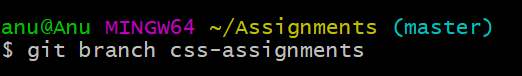 anu@Anu MINGW64 ~/Assignments (master)
$ git branch css-assignments